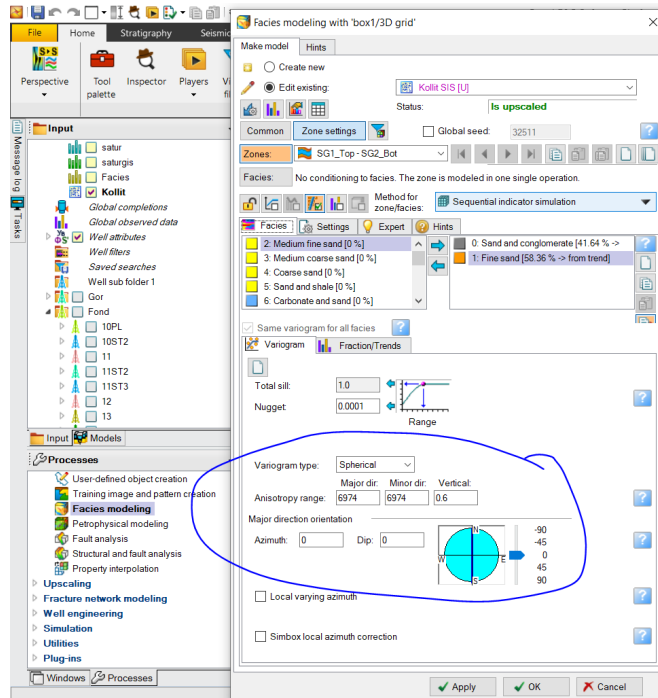 File
Home
Stratigraphy
Seismi
Perspective
Tool palette
Inspector
Players
Input
satur
saturgis
Facies
Kollit
Global completions
Global observed data
Well attributes
Well filters
Saved searches
Well sub folder 1
Gor
Fond
10PL
10ST2
11
11ST2
11ST3
12
13
Input
Models
Processes
User-defined object creation
Training image and pattern creation
Facies modeling
Petrophysical modeling
Fault analysis
Structural and fault analysis
Property interpolation
Upscaling
Fracture network modeling
Well engineering
Simulation
Utilities
Plug-ins
Windows
Processes
Message log
Tasks
Facies modeling with 'box1/3D grid'
Make model
Hints
Create new
Edit existing:
Kollit SIS [U]
Status:
Is upscaled
Common
Zone settings
Global seed:
32511
Zones:
SG1_Top - SG2_Bot
Facies:
No conditioning to facies. The zone is modeled in one single operation.
Method for zone/facies:
Sequential indicator simulation
Facies
Settings
Expert
Hints
2: Medium fine sand [0 %]
3: Medium coarse sand [0 %]
4: Coarse sand [0 %]
5: Sand and shale [0 %]
6: Carbonate and sand [0 %]
0: Sand and conglomerate [41.64 % ->
1: Fine sand [58.36 % -> from trend]
Same variogram for all facies
Variogram
Fraction/Trends
Total sill:
1.0
Nugget:
0.0001
Range
Variogram type:
Spherical
Major dir:
Minor dir:
Vertical:
Anisotropy range:
6974
6974
0.6
Major direction orientation
Azimuth:
0
Dip:
0
N
W
E
S
-90
-45
0
45
90
Local varying azimuth
Simbox local azimuth correction
Apply
OK
Cancel